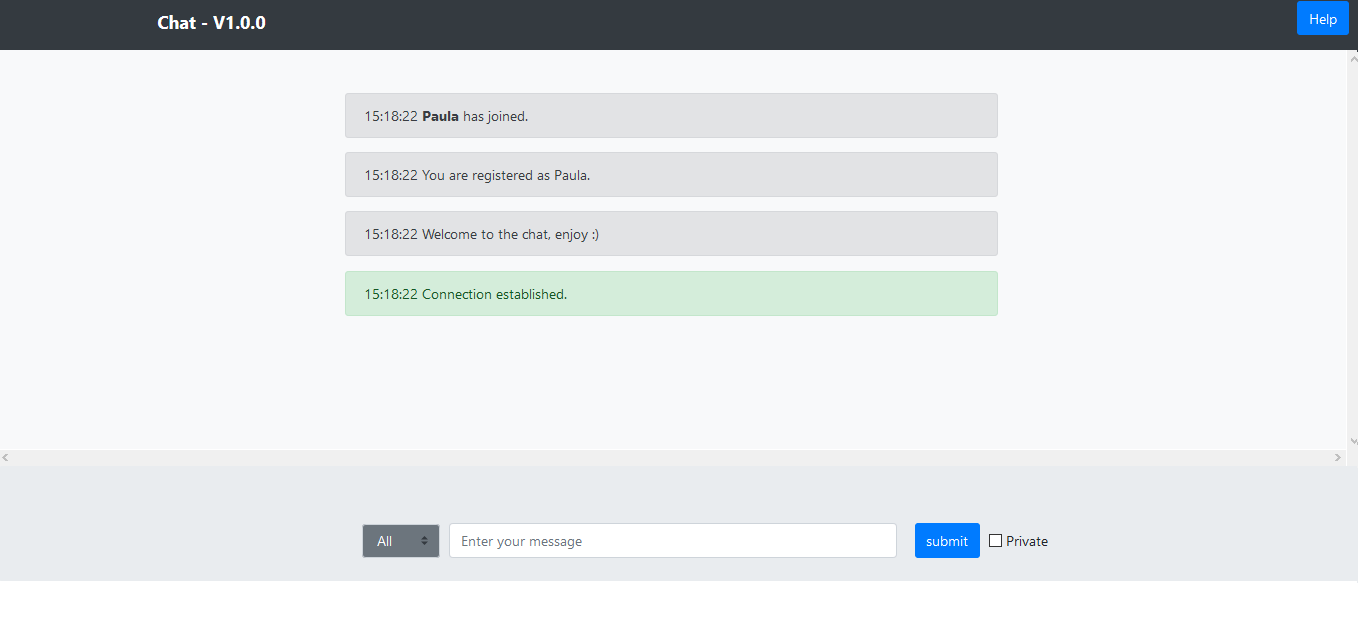 Chat - V1.0.0
Help
15:18:22 Paula has joined.
15:18:22 You are registered as Paula.
15:18:22 Welcome to the chat, enjoy :)
15:18:22 Connection established.
All
Enter your message
submit
Private